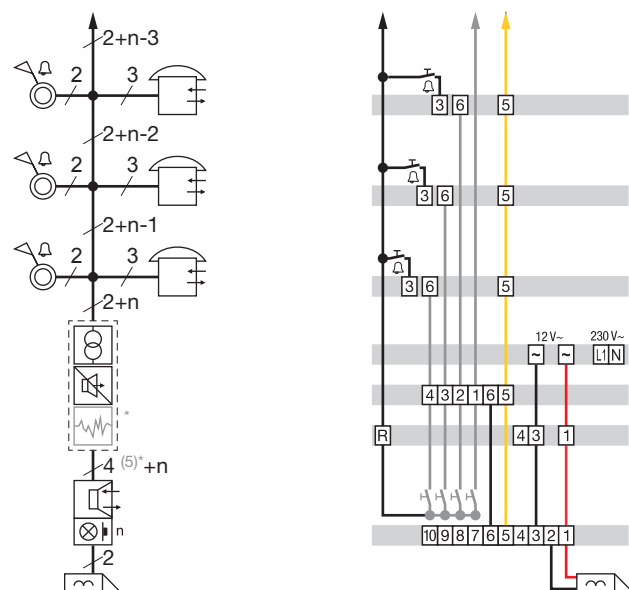 2+n-3
2 3
2+n-2
2 3
2+n-1
2 3
2+n
*
4 (5)*+n
n
2
3 6 5
3 6 5
3 6 5
12 V~ 230 V~
~ ~ L1 N
4 3 2 1 6 5
R 4 3 1
10 9 8 7 6 5 4 3 2 1